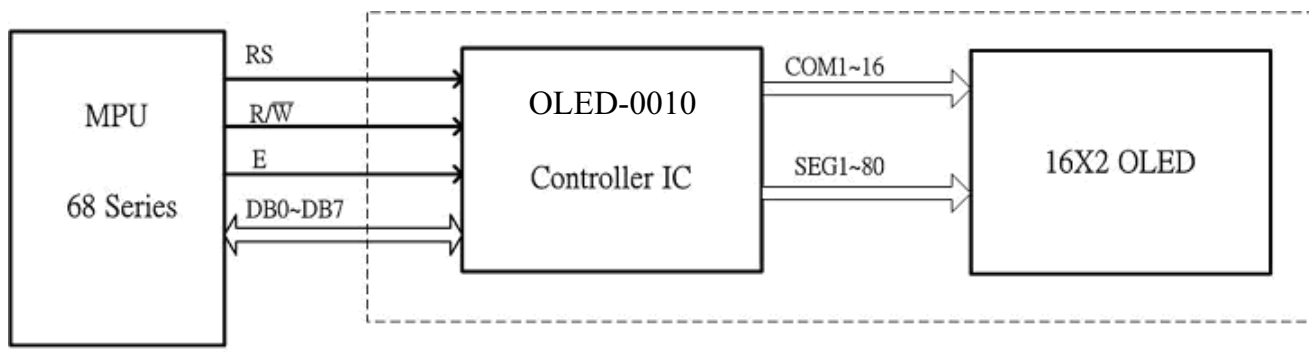 MPU
68 Series
RS
R/W̅
E
DB0~DB7
OLED-0010
Controller IC
COM1~16
SEG1~80
16X2 OLED